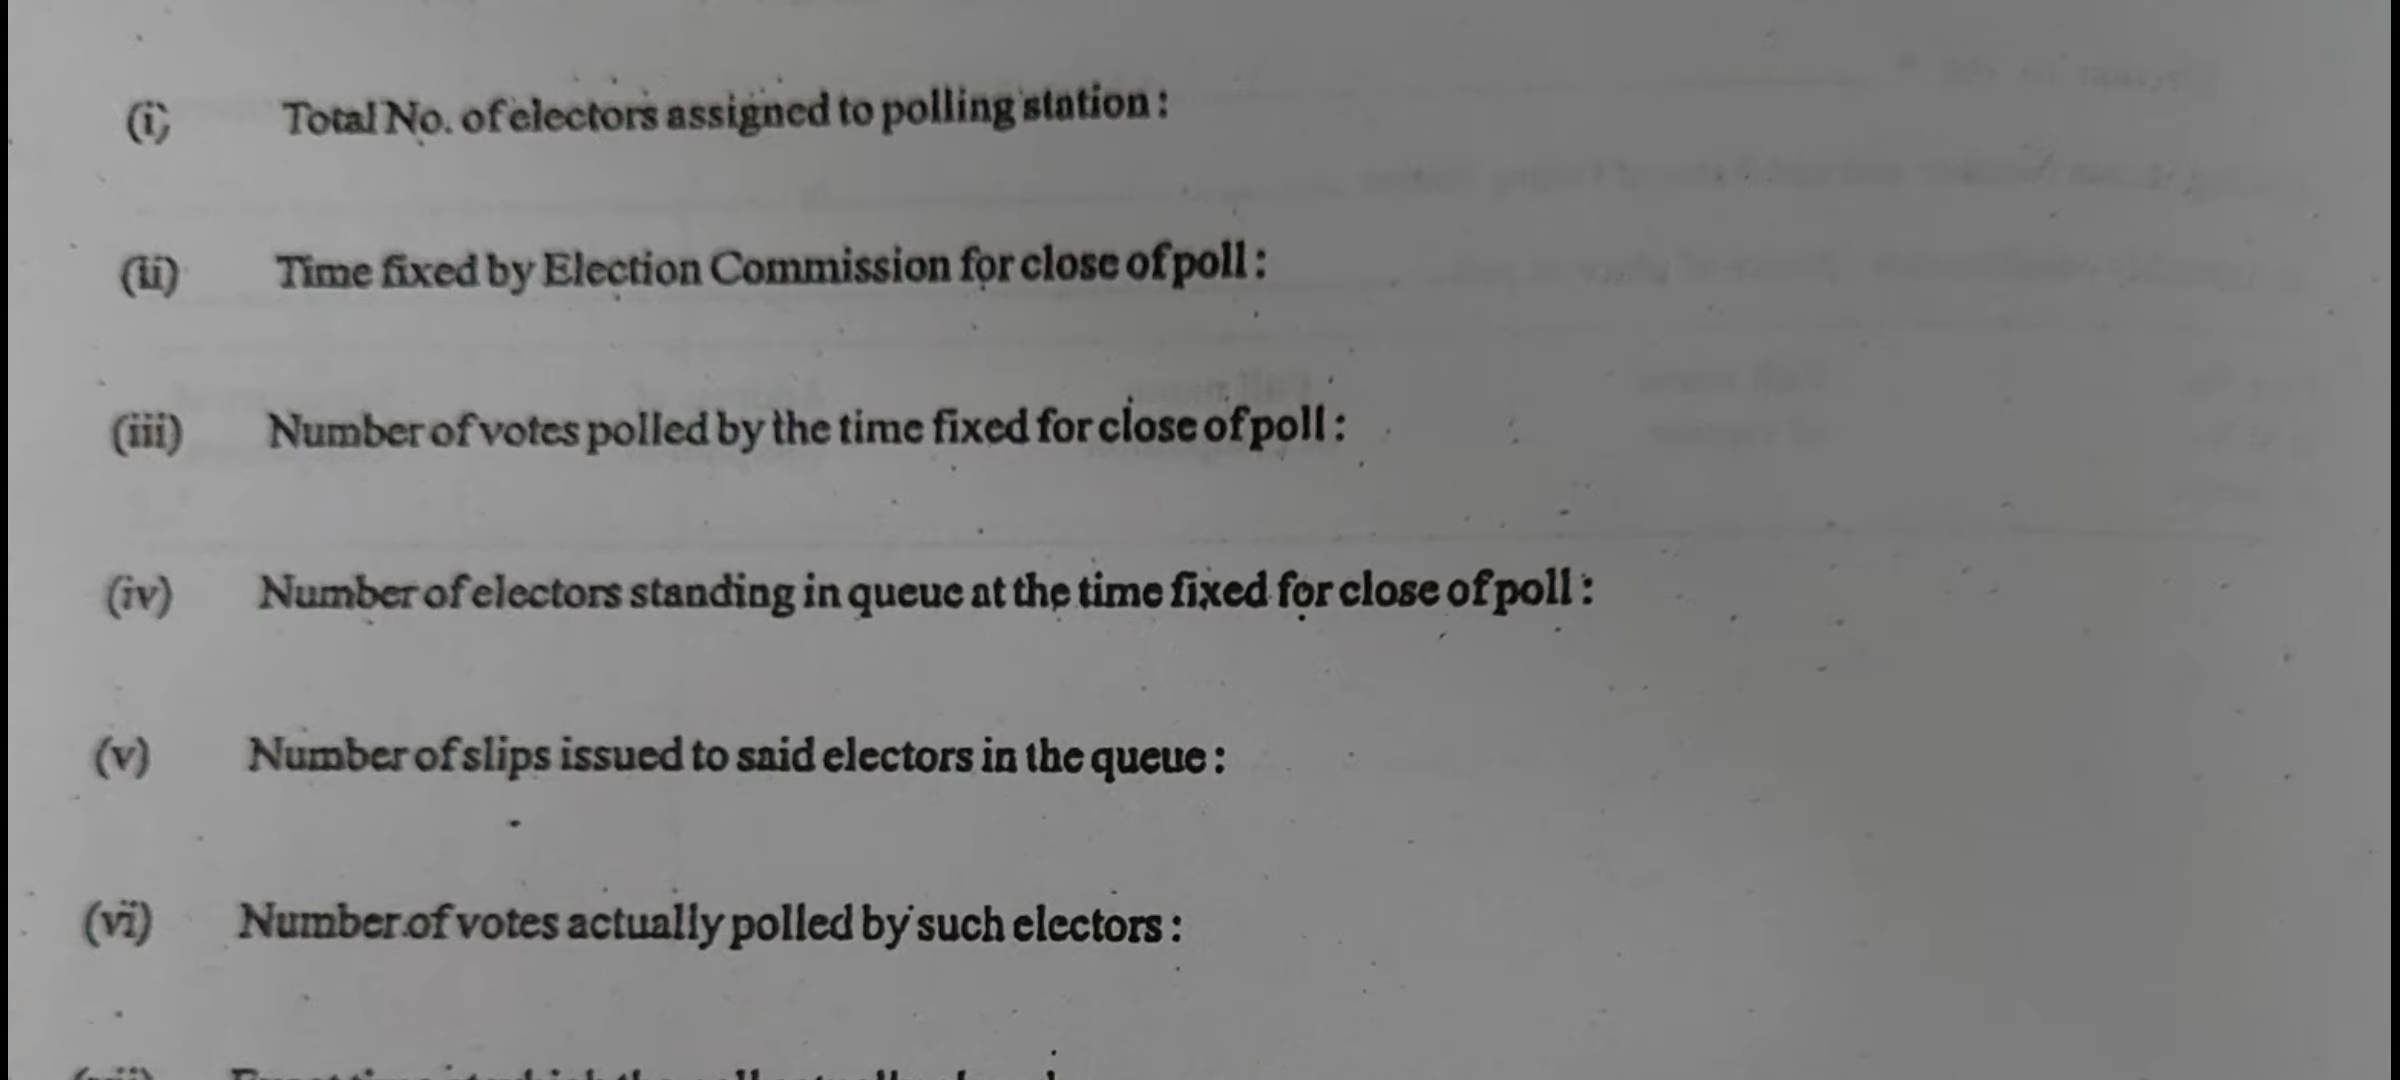 (i) Total No. of electors assigned to polling station :
(ii) Time fixed by Election Commission for close of poll :
(iii) Number of votes polled by the time fixed for close of poll :
(iv) Number of electors standing in queue at the time fixed for close of poll :
(v) Number of slips issued to said electors in the queue :
(vi) Number of votes actually polled by such electors :